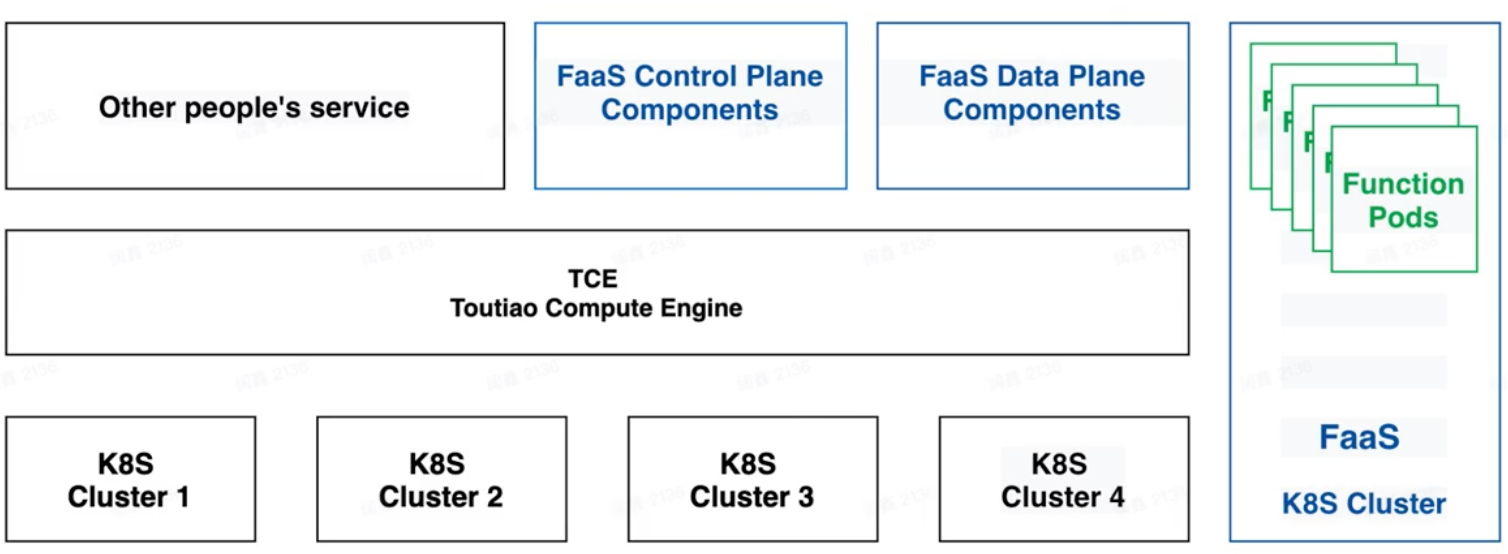 Other people's service
FaaS Control Plane
Components
FaaS Data Plane
Components
F
F
F
F
Function
Pods
TCE
Toutiao Compute Engine
K8S
Cluster 1
K8S
Cluster 2
K8S
Cluster 3
K8S
Cluster 4
FaaS
K8S Cluster